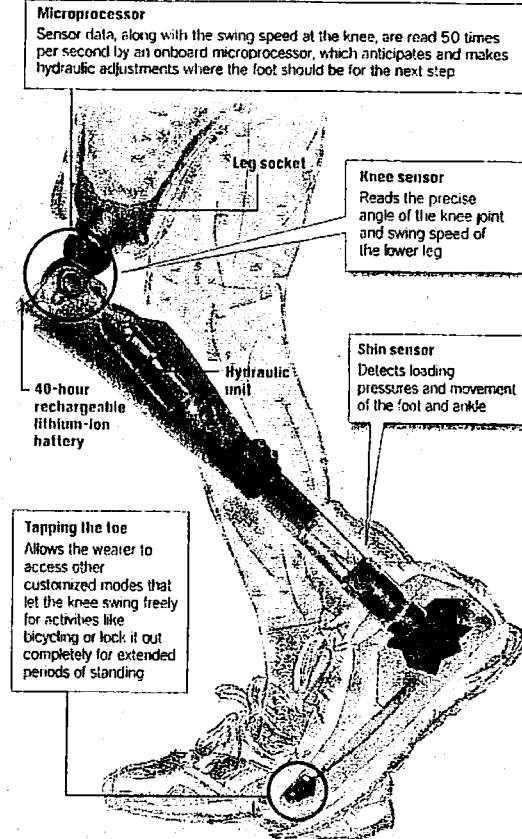 Microprocessor
Sensor data, along with the swing speed at the knee, are read 50 times
per second by an onboard microprocessor, which anticipates and makes
hydraulic adjustments where the foot should be for the next step
Leg socket
Knee sensor
Reads the precise
angle of the knee joint
and swing speed of
the lower leg
Hydraulic
unit
40-hour
rechargeable
lithium-ion
battery
Shin sensor
Detects loading
pressures and movement
of the foot and ankle
Tapping the toe
Allows the wearer to
access other
customized modes that
let the knee swing freely
for activities like
bicycling or lock it out
completely for extended
periods of standing